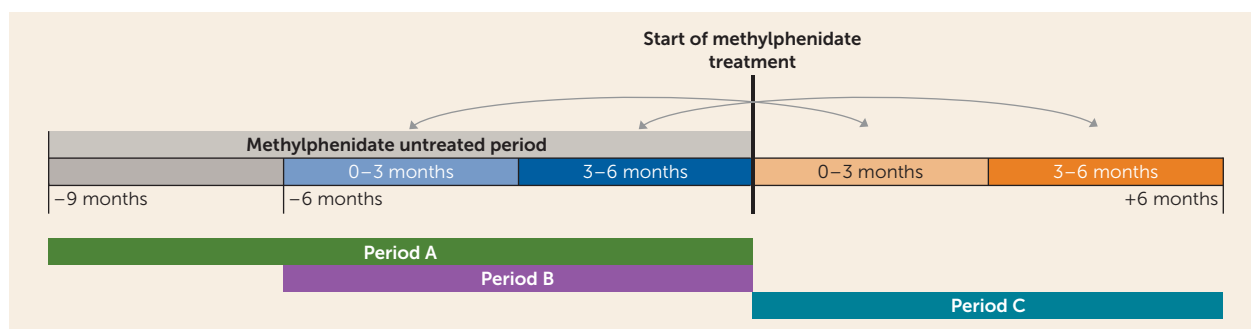 Start of methylphenidate
treatment
Methylphenidate untreated period
0–3 months
3–6 months
0–3 months
3–6 months
–9 months
–6 months
+6 months
Period A
Period B
Period C